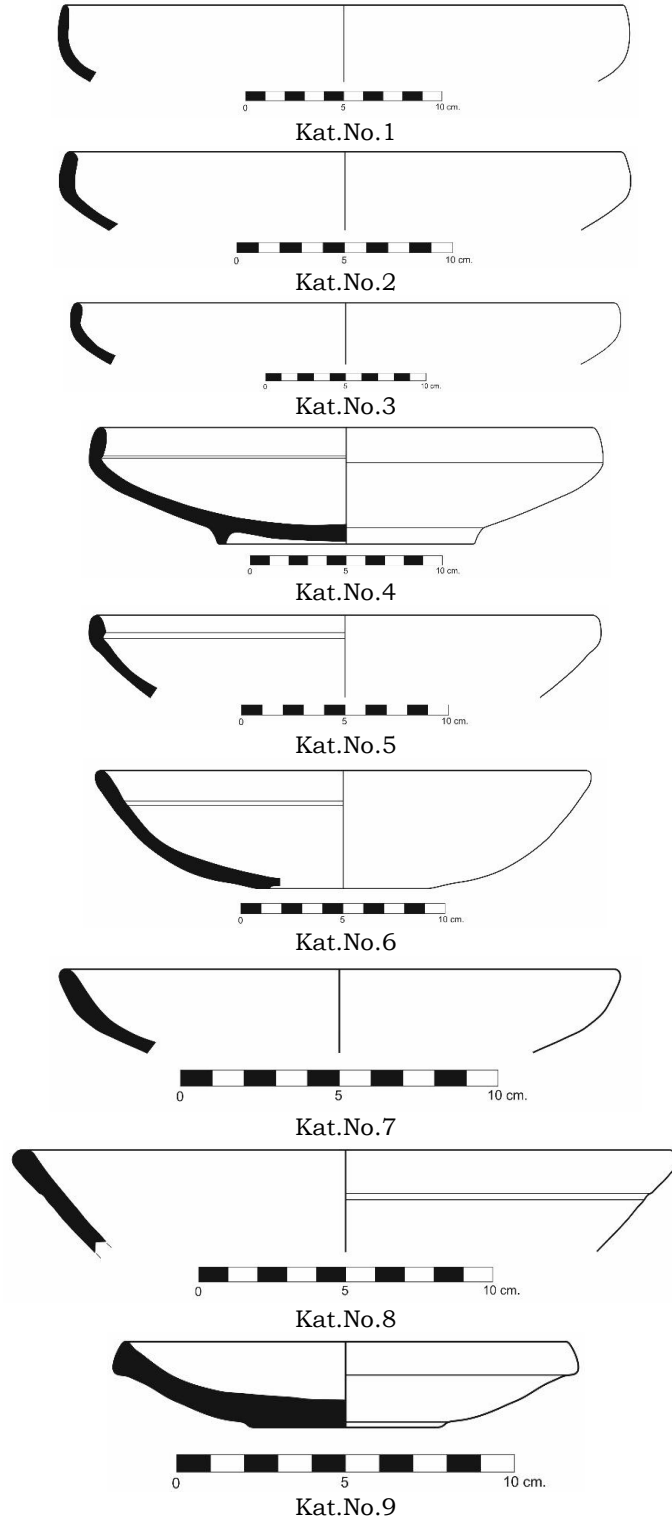 0 5 10 cm.
Kat.No.1
0 5 10 cm.
Kat.No.2
0 5 10 cm.
Kat.No.3
0 5 10 cm.
Kat.No.4
0 5 10 cm.
Kat.No.5
0 5 10 cm.
Kat.No.6
0 5 10 cm.
Kat.No.7
0 5 10 cm.
Kat.No.8
0 5 10 cm.
Kat.No.9